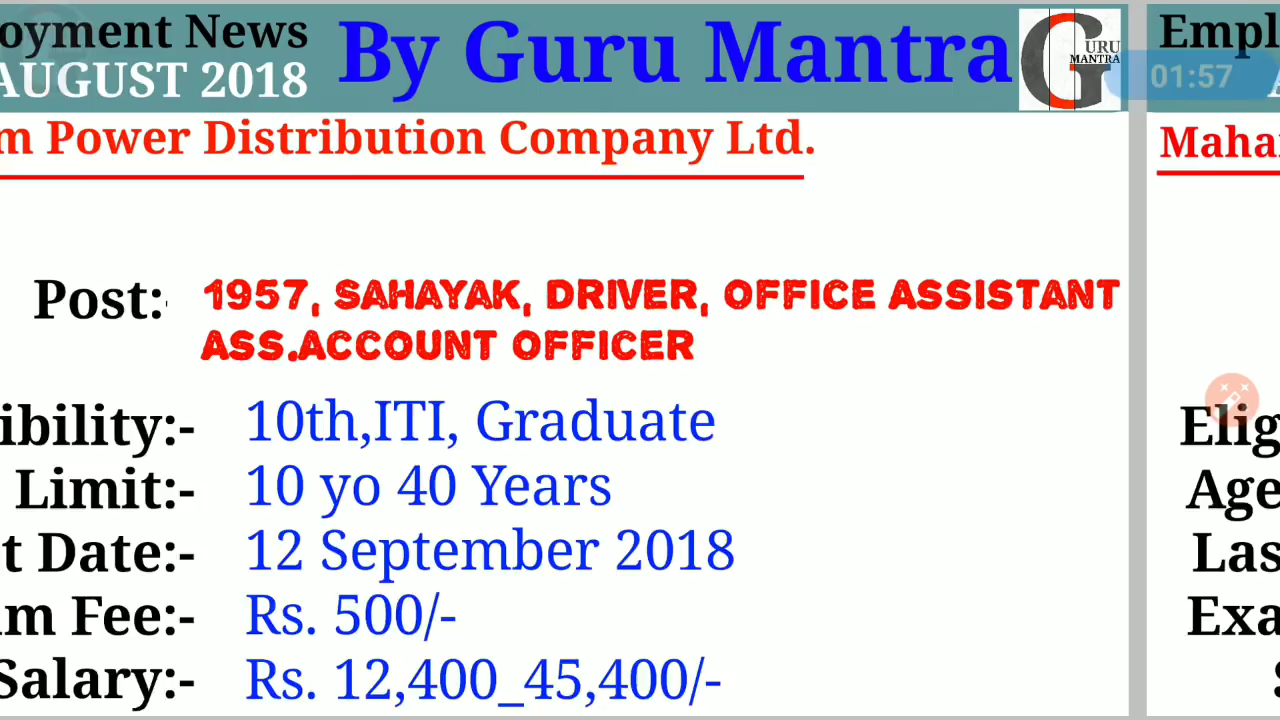 oyment News
AUGUST 2018
By Guru Mantra
GURU
MANTRA
Empl
01:57
m Power Distribution Company Ltd.
Maha
Post:-
1957, SAHAYAK, DRIVER, OFFICE ASSISTANT
ASS.ACCOUNT OFFICER
ibility:- 10th,ITI, Graduate
Limit:- 10 yo 40 Years
t Date:- 12 September 2018
m Fee:- Rs. 500/-
Salary:- Rs. 12,400_45,400/-
Elig
Age
Las
Exa